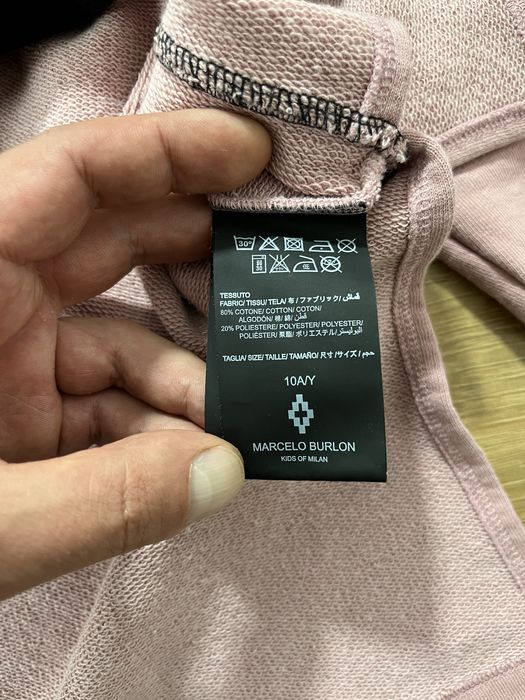 30°
TESSUTO
FABRIC/ TISSU/ TELA/ 布 / ファブリック / قماش
80% COTONE/ COTTON/ COTON/
ALGODÓN/ 棉/ 綿/ قطن
20% POLIESTERE/ POLYESTER/ POLYESTER/
POLIÉSTER/ 聚酯/ ポリエステル/ البوليستر
TAGLIA/ SIZE/ TAILLE/ TAMAÑO/ 尺寸 /サイズ/ حجم
10A/Y
MARCELO BURLON
KIDS OF MILAN